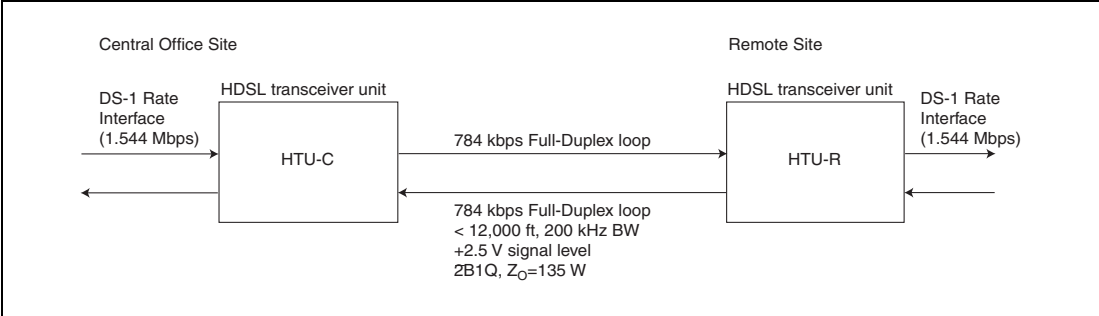 Central Office Site
Remote Site
HDSL transceiver unit
HDSL transceiver unit
DS-1 Rate
Interface
(1.544 Mbps)
DS-1 Rate
Interface
(1.544 Mbps)
HTU-C
784 kbps Full-Duplex loop
HTU-R
784 kbps Full-Duplex loop
< 12,000 ft, 200 kHz BW
+2.5 V signal level
2B1Q, ZO=135 W